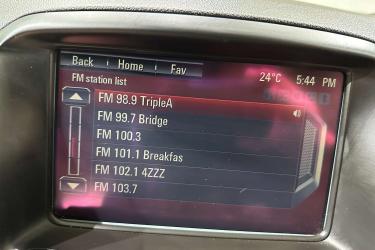 Back Home Fav
FM station list 24°C 5:44 PM
FM 98.9 TripleA
FM 99.7 Bridge
FM 100.3
FM 101.1 Breakfas
FM 102.1 4ZZZ
FM 103.7